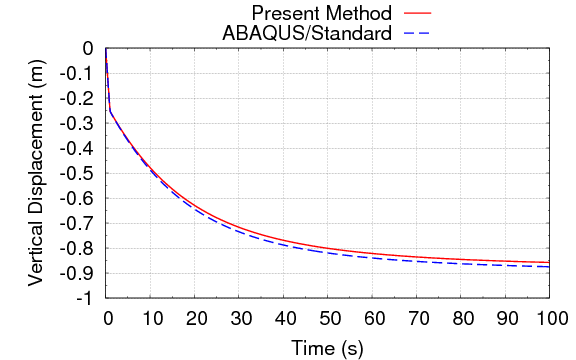 Present Method
ABAQUS/Standard
0
-0.1
-0.2
-0.3
-0.4
-0.5
-0.6
-0.7
-0.8
-0.9
-1
Vertical Displacement (m)
0 10 20 30 40 50 60 70 80 90 100
Time (s)